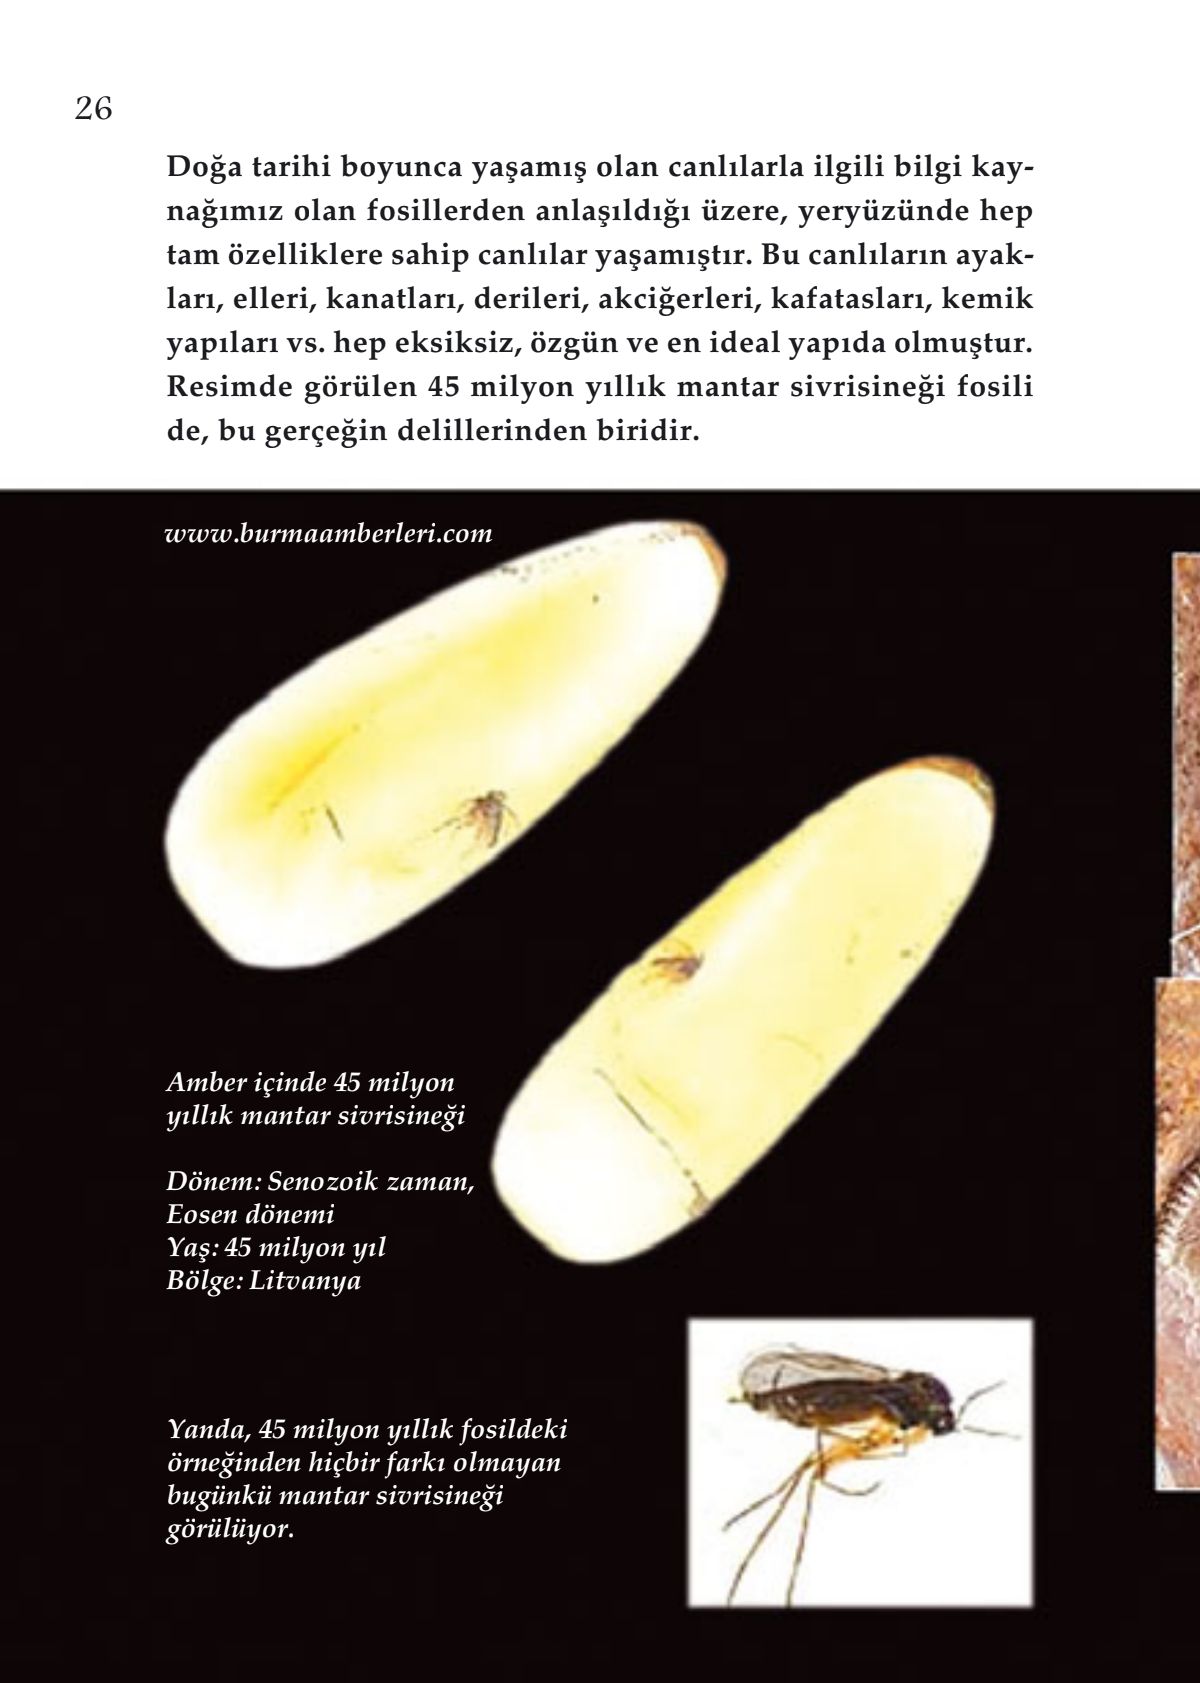 26
Doğa tarihi boyunca yaşamış olan canlılarla ilgili bilgi kay-
nağımız olan fosillerden anlaşıldığı üzere, yeryüzünde hep
tam özelliklere sahip canlılar yaşamıştır. Bu canlıların ayak-
ları, elleri, kanatları, derileri, akciğerleri, kafatasları, kemik
yapıları vs. hep eksiksiz, özgün ve en ideal yapıda olmuştur.
Resimde görülen 45 milyon yıllık mantar sivrisineği fosili
de, bu gerçeğin delillerinden biridir.
www.burmaamberleri.com
Amber içinde 45 milyon
yıllık mantar sivrisineği
Dönem: Senozoik zaman,
Eosen dönemi
Yaş: 45 milyon yıl
Bölge: Litvanya
Yanda, 45 milyon yıllık fosildeki
örneğinden hiçbir farkı olmayan
bugünkü mantar sivrisineği
görülüyor.